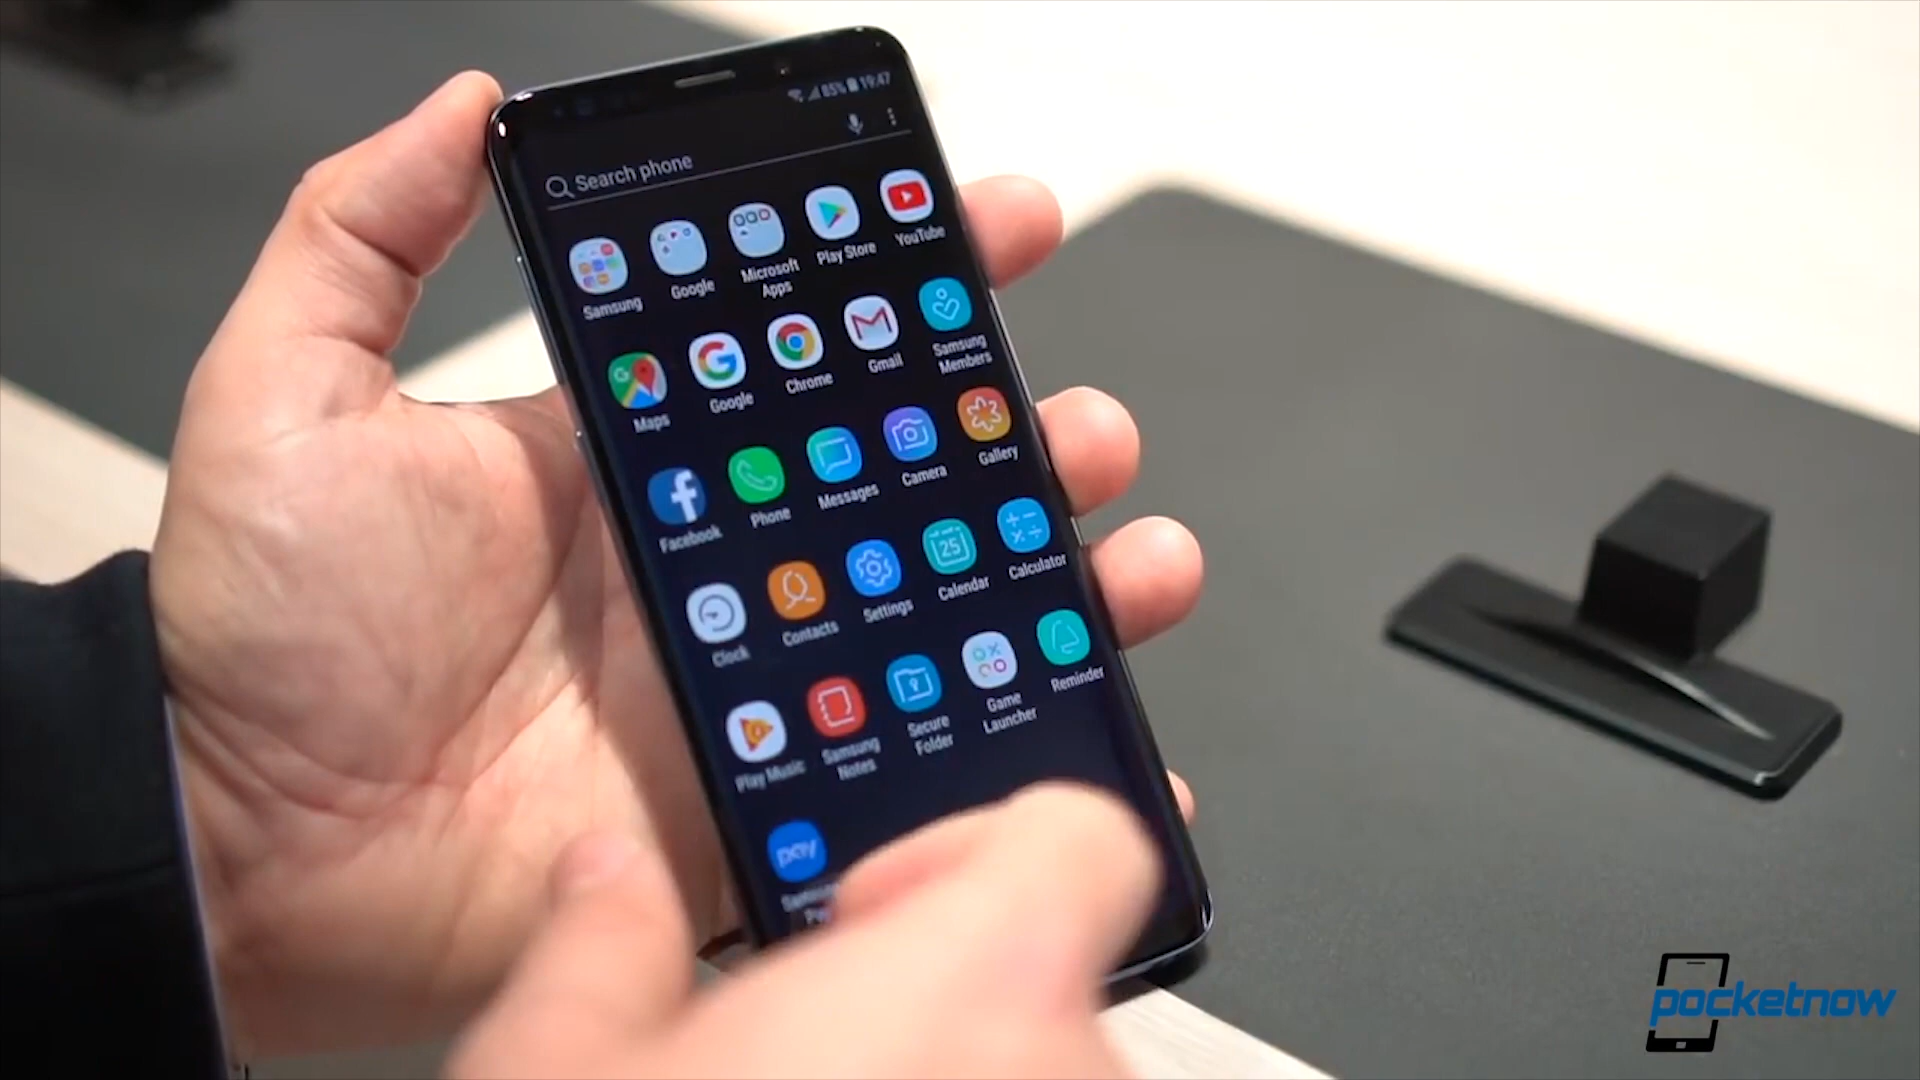 85% 19:47
Search phone
Samsung
Google
Microsoft
Apps
Play Store
YouTube
Maps
Google
Chrome
Gmail
Samsung
Members
Facebook
Phone
Messages
Camera
Gallery
Clock
Contacts
Settings
25
Calendar
Calculator
Play Music
Samsung
Notes
Secure
Folder
Game
Launcher
Reminder
pay
pocketnow